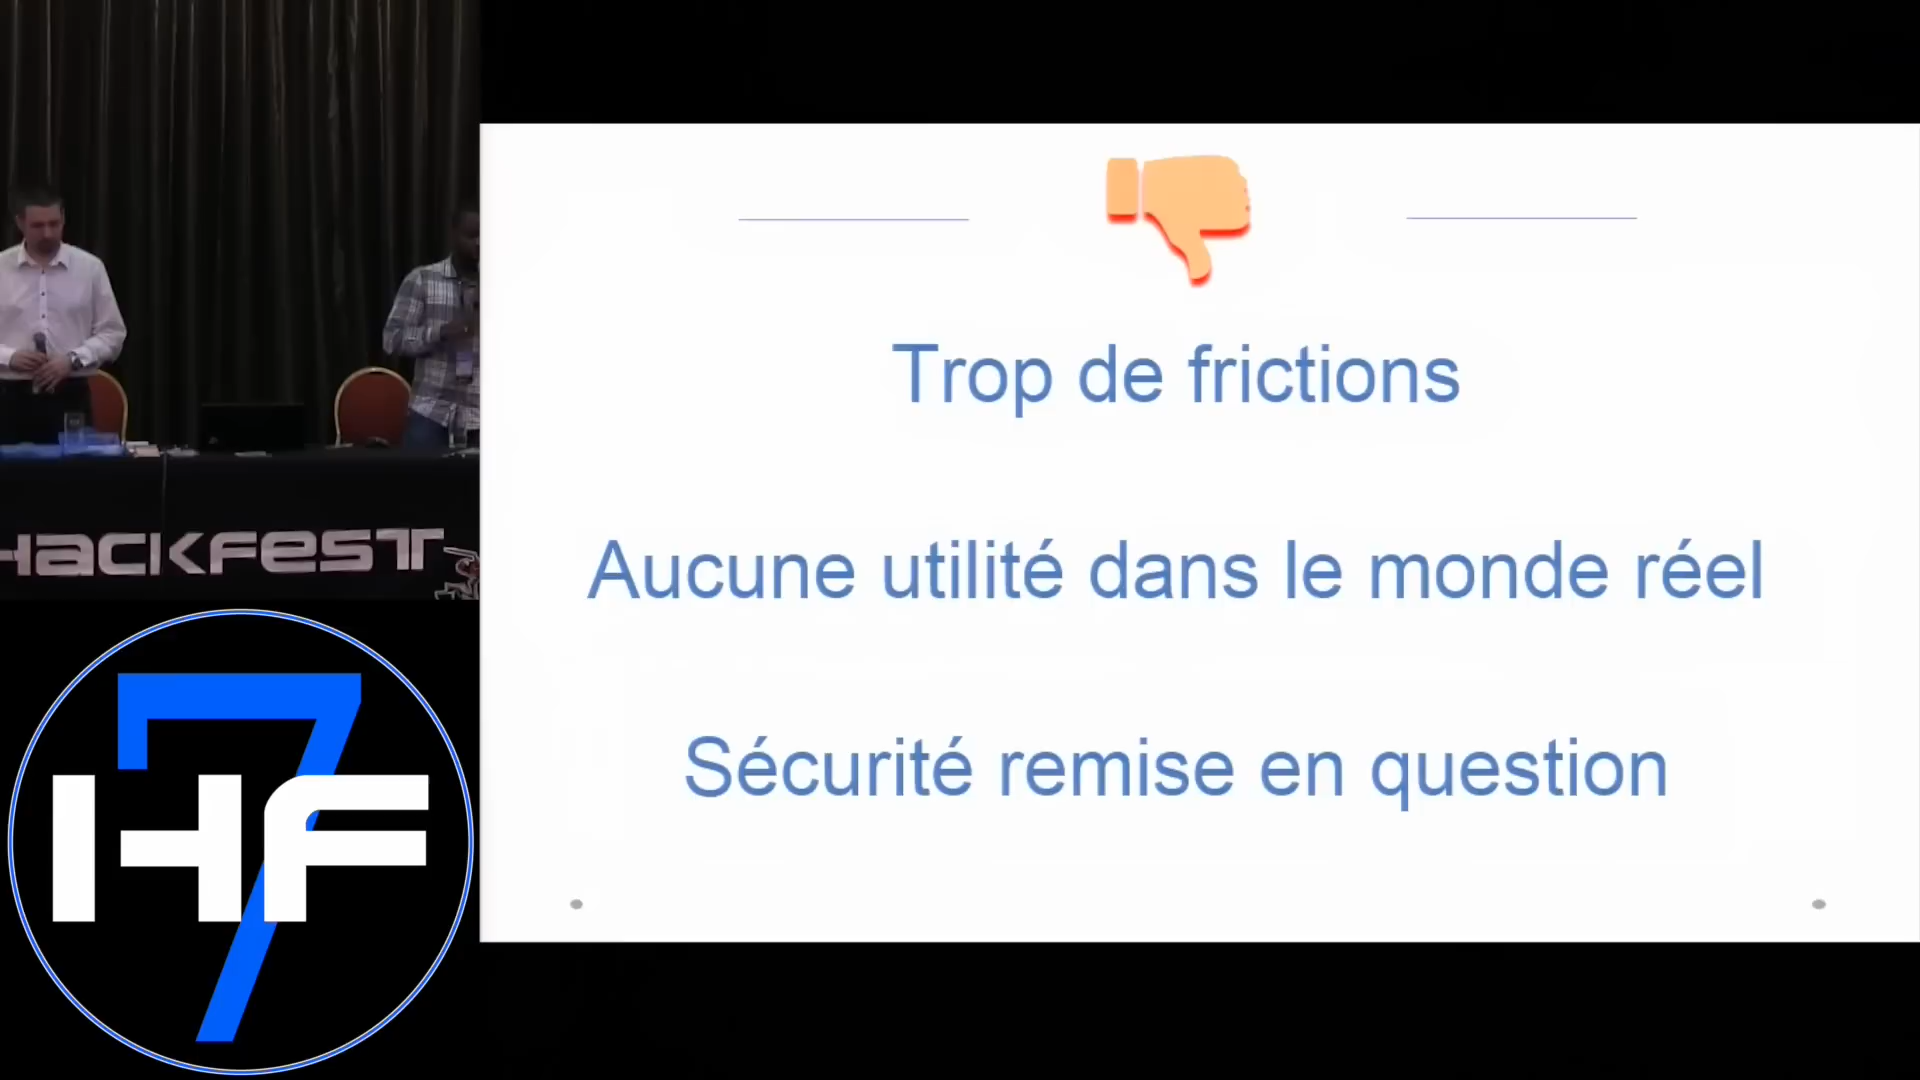 Trop de frictions
Aucune utilité dans le monde réel
Sécurité remise en question
HACKFEST
7
HF